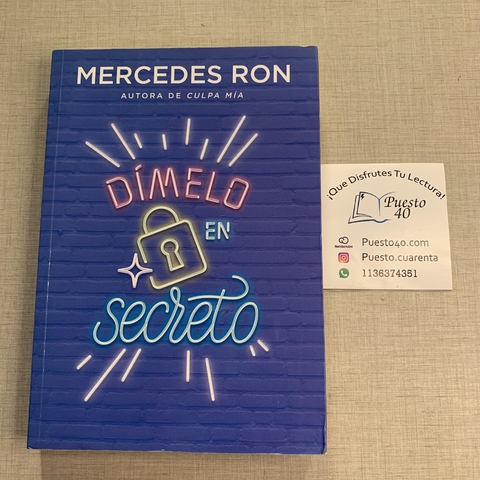 MERCEDES RON
AUTORA DE CULPA MÍA
DÍMELO
EN
secreto
¡Que Disfrutes Tu Lectura!
Puesto
40
Puesto40.com
Puesto.cuarenta
1136374351